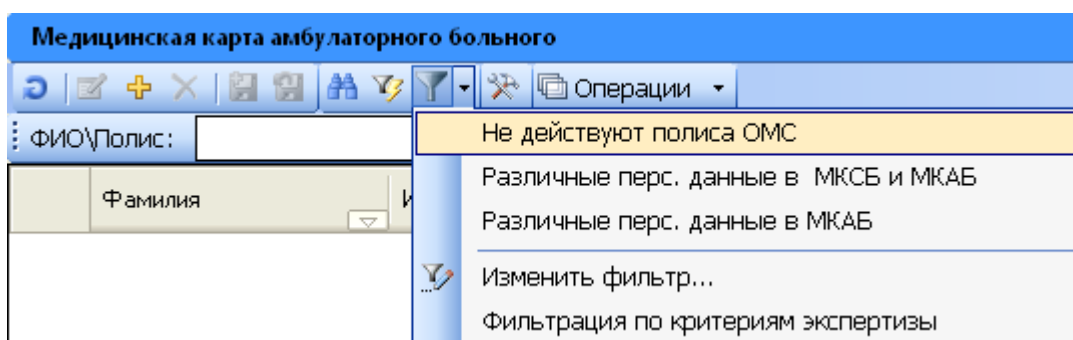 Медицинская карта амбулаторного больного
Операции
ФИО\Полис:
Не действуют полиса ОМС
Различные перс. данные в МКСБ и МКАБ
Фамилия
Различные перс. данные в МКАБ
Изменить фильтр...
Фильтрация по критериям экспертизы